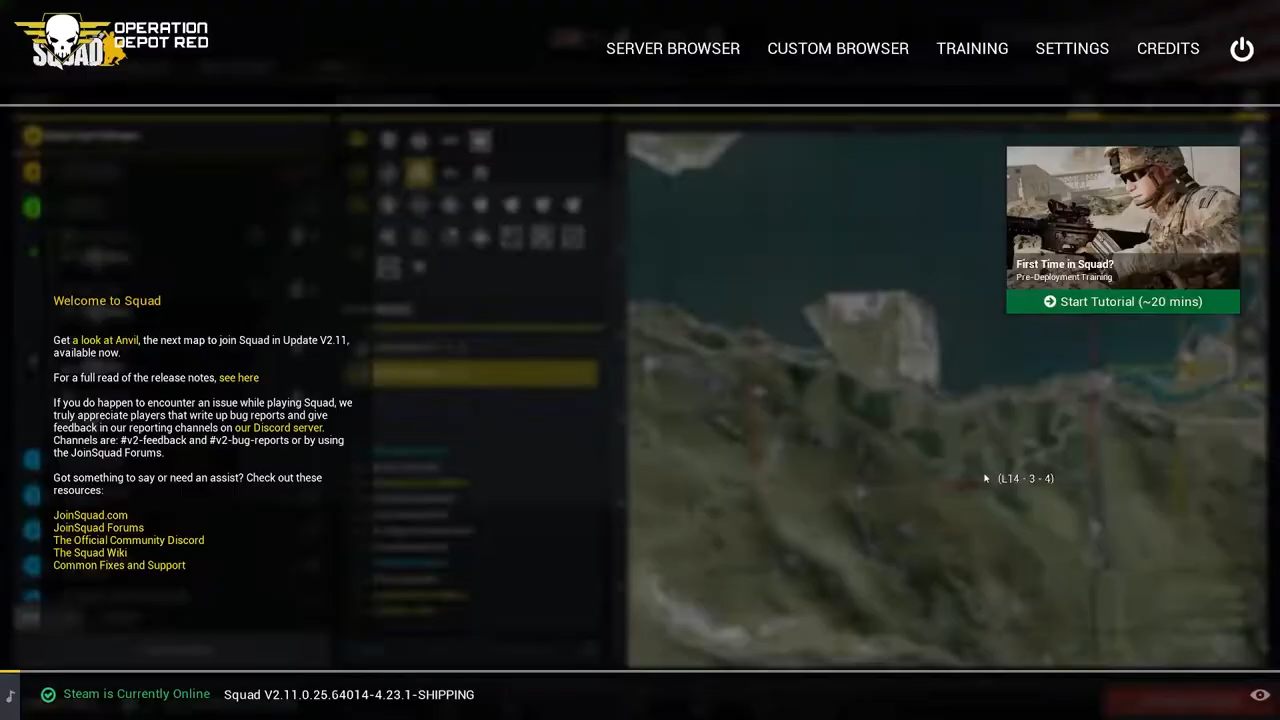 OPERATION
DEPOT RED
SQUAD
SERVER BROWSER
CUSTOM BROWSER
TRAINING
SETTINGS
CREDITS
First Time in Squad?
Pre-Deployment Training
Start Tutorial (~20 mins)
Welcome to Squad
Get a look at Anvil, the next map to join Squad in Update V2.11,
available now.
For a full read of the release notes, see here
If you do happen to encounter an issue while playing Squad, we
truly appreciate players that write up bug reports and give
feedback in our reporting channels on our Discord server.
Channels are: #v2-feedback and #v2-bug-reports or by using
the JoinSquad Forums.
Got something to say or need an assist? Check out these
resources:
JoinSquad.com
JoinSquad Forums
The Official Community Discord
The Squad Wiki
Common Fixes and Support
(L14 - 3 - 4)
Steam is Currently Online
Squad V2.11.0.25.64014-4.23.1-SHIPPING